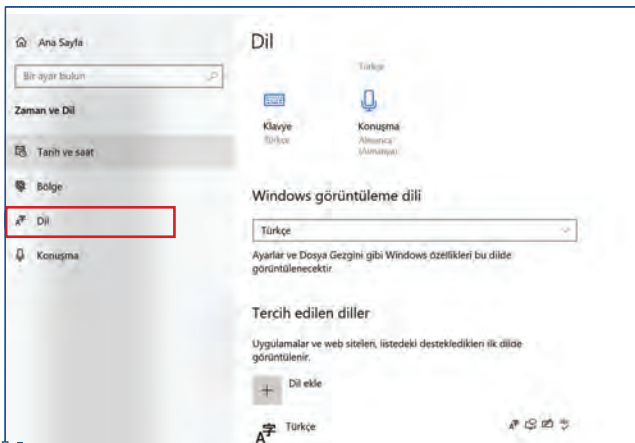 Ana Sayfa
Bir ayar bulun
Zaman ve Dil
Tarih ve saat
Bölge
Dil
Konuşma
Dil
Türkçe
Klavye
Türkçe
Konuşma
Almanca
(Almanya)
Windows görüntüleme dili
Türkçe
Ayarlar ve Dosya Gezgini gibi Windows özellikleri bu dilde
görüntülenecektir
Tercih edilen diller
Uygulamalar ve web siteleri, listedeki destekledikleri ilk dilde
görüntülenir.
Dil ekle
Türkçe